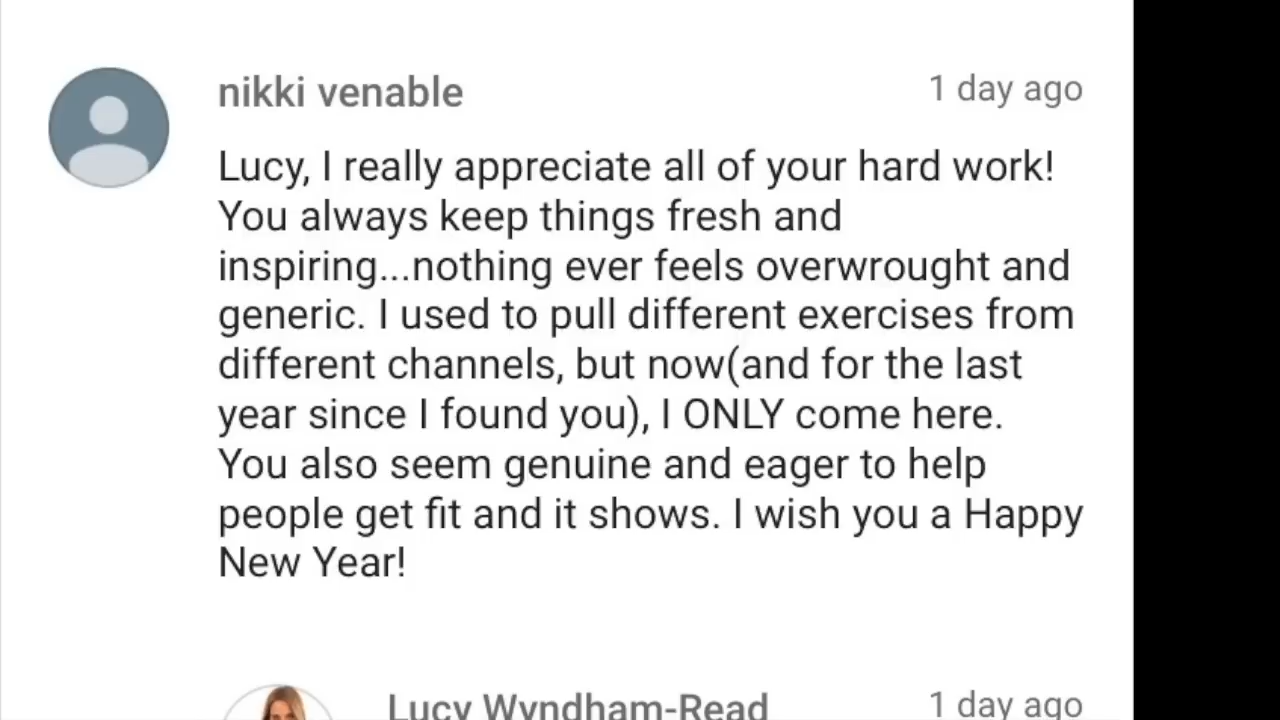 nikki venable
1 day ago
Lucy, I really appreciate all of your hard work!
You always keep things fresh and
inspiring...nothing ever feels overwrought and
generic. I used to pull different exercises from
different channels, but now(and for the last
year since I found you), I ONLY come here.
You also seem genuine and eager to help
people get fit and it shows. I wish you a Happy
New Year!
Lucy Wyndham-Read
1 day ago